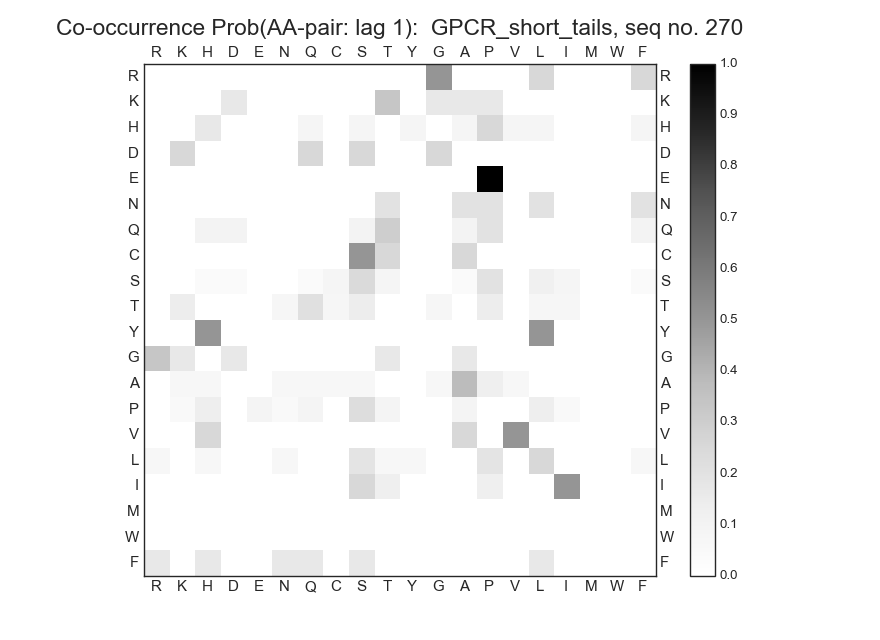 Co-occurrence Prob(AA-pair: lag 1):  GPCR_short_tails, seq no. 270
R K H D E N Q C S T Y G A P V L I M W F
R R
K K
H H
D D
E E
N N
Q Q
C C
S S
T T
Y Y
G G
A A
P P
V V
L L
I I
M M
W W
F F
R K H D E N Q C S T Y G A P V L I M W F
1.0
0.9
0.8
0.7
0.6
0.5
0.4
0.3
0.2
0.1
0.0